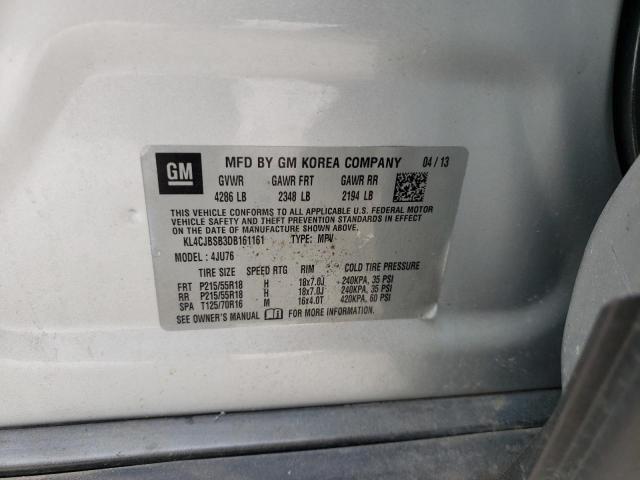 GM
MFD BY GM KOREA COMPANY 04 / 13
GVWR GAWR FRT GAWR RR
4286 LB 2348 LB 2194 LB
THIS VEHICLE CONFORMS TO ALL APPLICABLE U.S. FEDERAL MOTOR
VEHICLE SAFETY AND THEFT PREVENTION STANDARDS IN EFFECT
ON THE DATE OF MANUFACTURE SHOWN ABOVE.
KL4CJBSB3DB161161 TYPE: MPV
MODEL : 4JU76
TIRE SIZE SPEED RTG RIM COLD TIRE PRESSURE
FRT P215/55R18 H 18x7.0J 240KPA, 35 PSI
RR P215/55R18 H 18x7.0J 240KPA, 35 PSI
SPA T125/70R16 M 16x4.0T 420KPA, 60 PSI
SEE OWNER'S MANUAL FOR MORE INFORMATION.